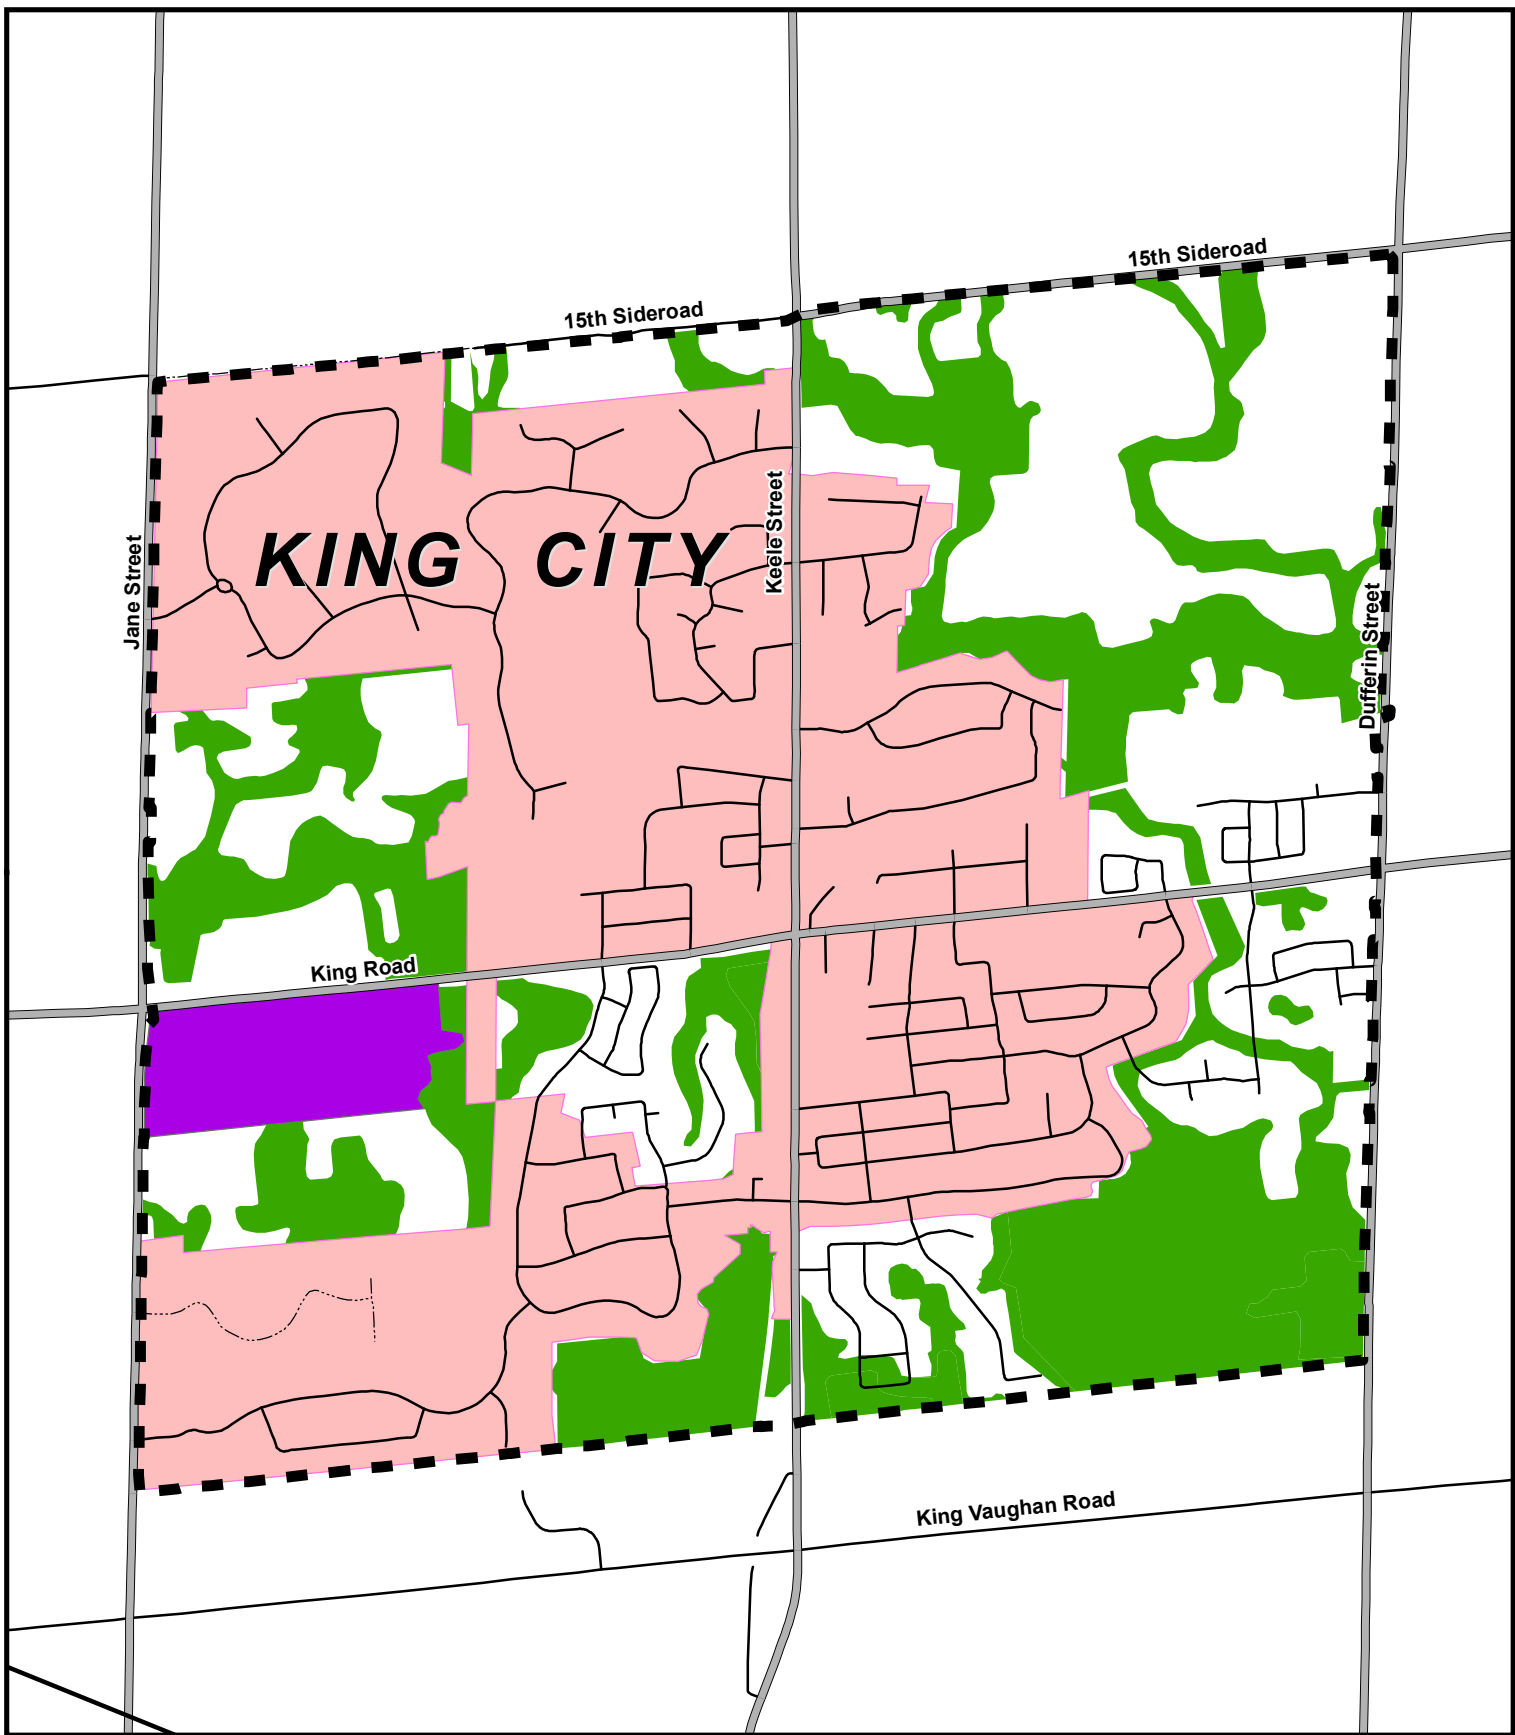 15th Sideroad
15th Sideroad
KING CITY
Keele Street
Jane Street
Dufferin Street
King Road
King Vaughan Road